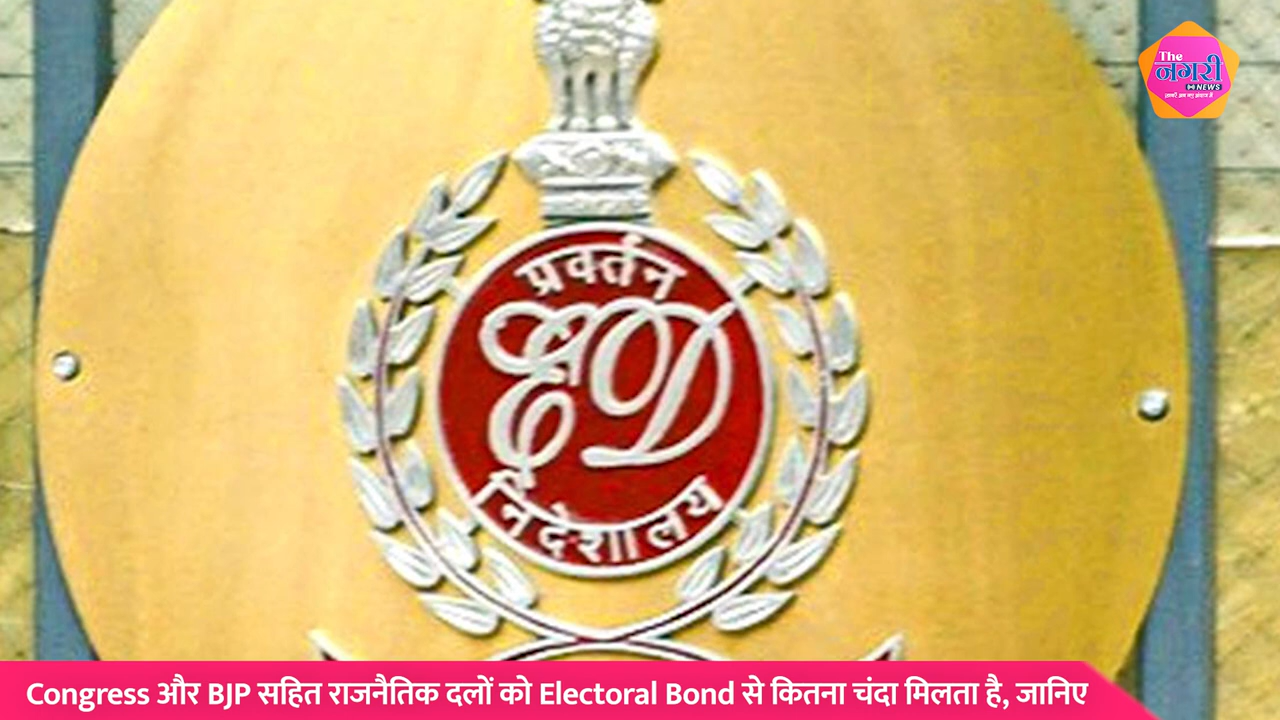 The
नगरी
NEWS
प्रवर्तन
ED
निदेशालय
Congress और BJP सहित राजनैतिक दलों को Electoral Bond से कितना चंदा मिलता है, जानिए